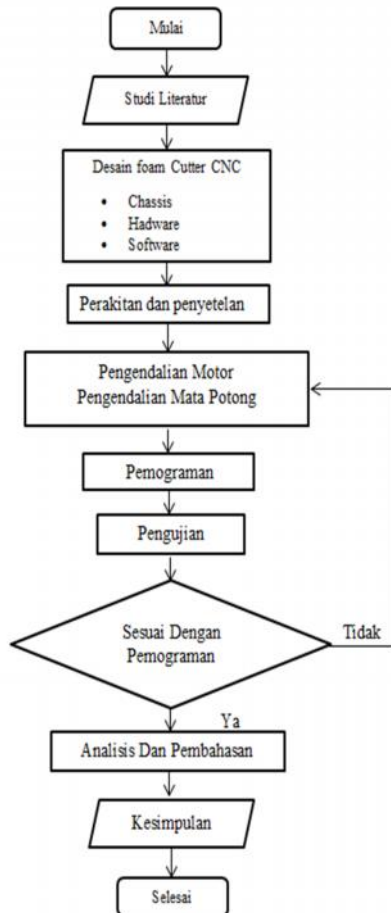 Mulai
Studi Literatur
Desain foam Cutter CNC
• Chassis
• Hadware
• Software
Perakitan dan penyetelan
Pengendalian Motor
Pengendalian Mata Potong
Pemograman
Pengujian
Sesuai Dengan
Pemograman
Tidak
Ya
Analisis Dan Pembahasan
Kesimpulan
Selesai